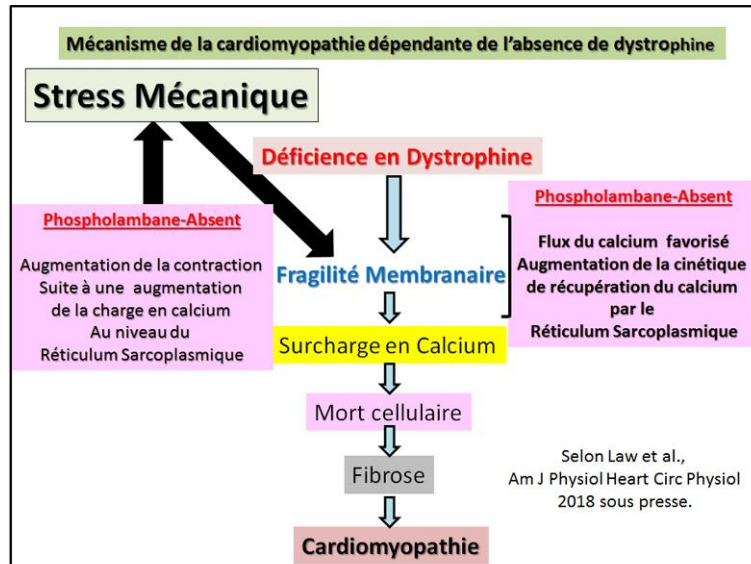 Mécanisme de la cardiomyopathie dépendante de l'absence de dystrophine
Stress Mécanique
Déficience en Dystrophine
Phospholambane-Absent
Augmentation de la contraction
Suite à une augmentation
de la charge en calcium
Au niveau du
Réticulum Sarcoplasmique
Fragilité Membranaire
Phospholambane-Absent
Flux du calcium favorisé
Augmentation de la cinétique
de récupération du calcium
par le
Réticulum Sarcoplasmique
Surcharge en Calcium
Mort cellulaire
Fibrose
Cardiomyopathie
Selon Law et al.,
Am J Physiol Heart Circ Physiol
2018 sous presse.